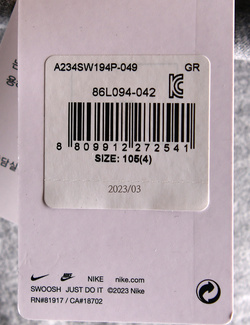 A234SW194P-049 GR
86L094-042
8 809912 272541
SIZE: 105(4)
2023/03
NIKE nike.com
SWOOSH JUST DO IT ©2023 Nike
RN#81917 / CA#18702